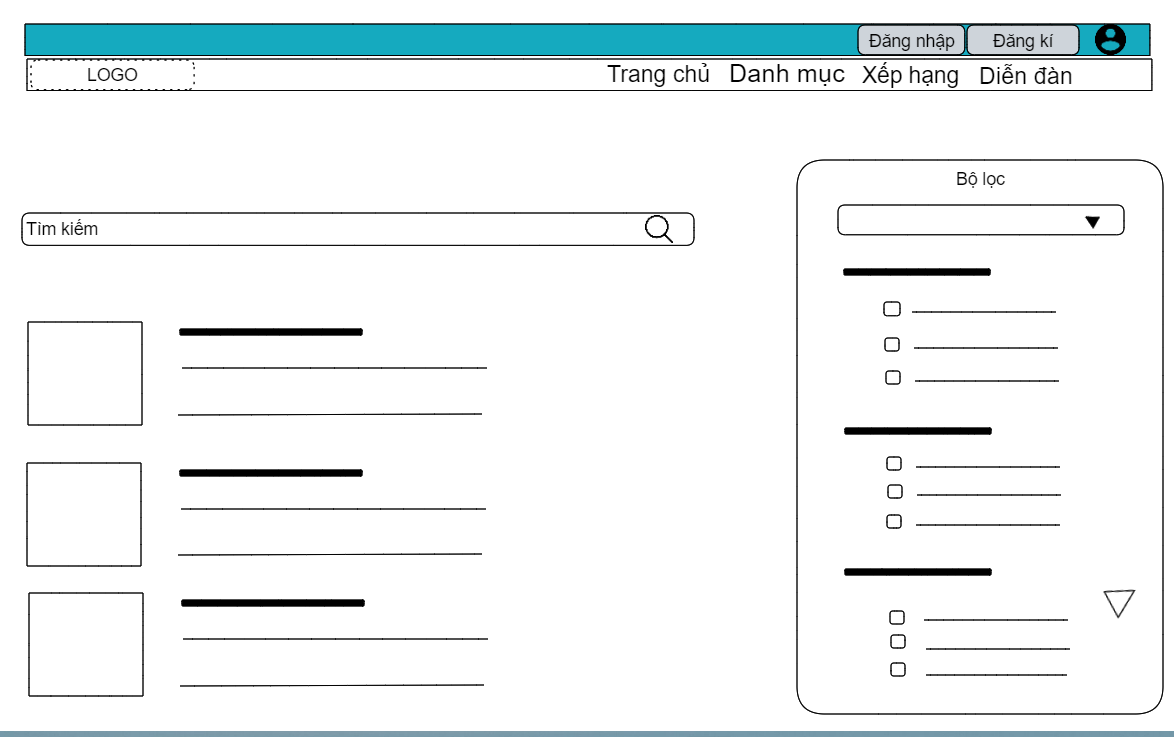 Đăng nhập Đăng kí
LOGO Trang chủ Danh mục Xếp hạng Diễn đàn
Bộ lọc
Tìm kiếm